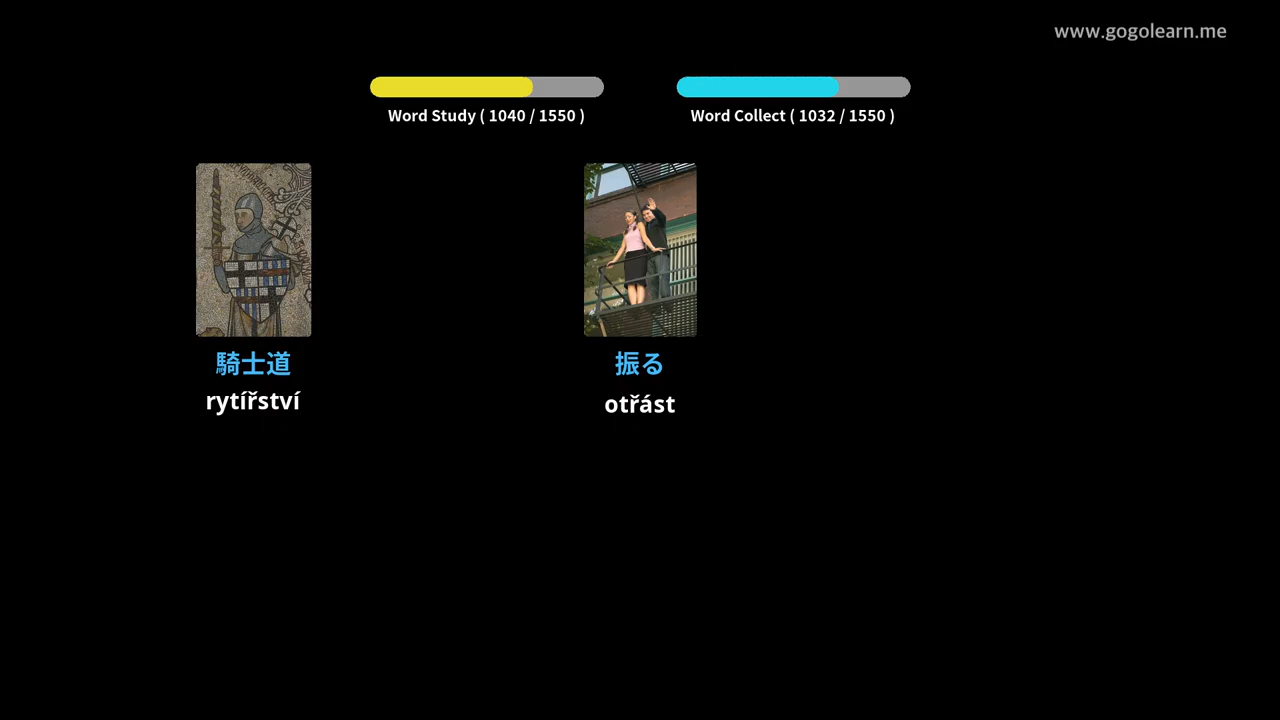 www.gogolearn.me
Word Study ( 1040 / 1550 )
Word Collect ( 1032 / 1550 )
騎士道
rytířství
振る
otřást